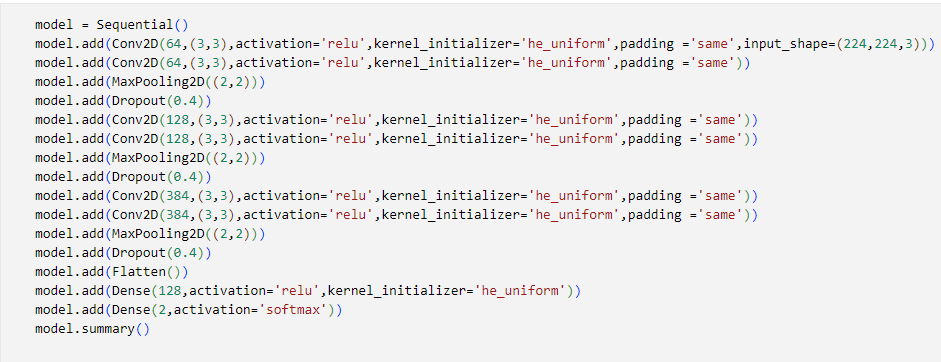 model = Sequential()
model.add(Conv2D(64,(3,3),activation='relu',kernel_initializer='he_uniform',padding ='same',input_shape=(224,224,3)))
model.add(Conv2D(64,(3,3),activation='relu',kernel_initializer='he_uniform',padding ='same'))
model.add(MaxPooling2D((2,2)))
model.add(Dropout(0.4))
model.add(Conv2D(128,(3,3),activation='relu',kernel_initializer='he_uniform',padding ='same'))
model.add(Conv2D(128,(3,3),activation='relu',kernel_initializer='he_uniform',padding ='same'))
model.add(MaxPooling2D((2,2)))
model.add(Dropout(0.4))
model.add(Conv2D(384,(3,3),activation='relu',kernel_initializer='he_uniform',padding ='same'))
model.add(Conv2D(384,(3,3),activation='relu',kernel_initializer='he_uniform',padding ='same'))
model.add(MaxPooling2D((2,2)))
model.add(Dropout(0.4))
model.add(Flatten())
model.add(Dense(128,activation='relu',kernel_initializer='he_uniform'))
model.add(Dense(2,activation='softmax'))
model.summary()